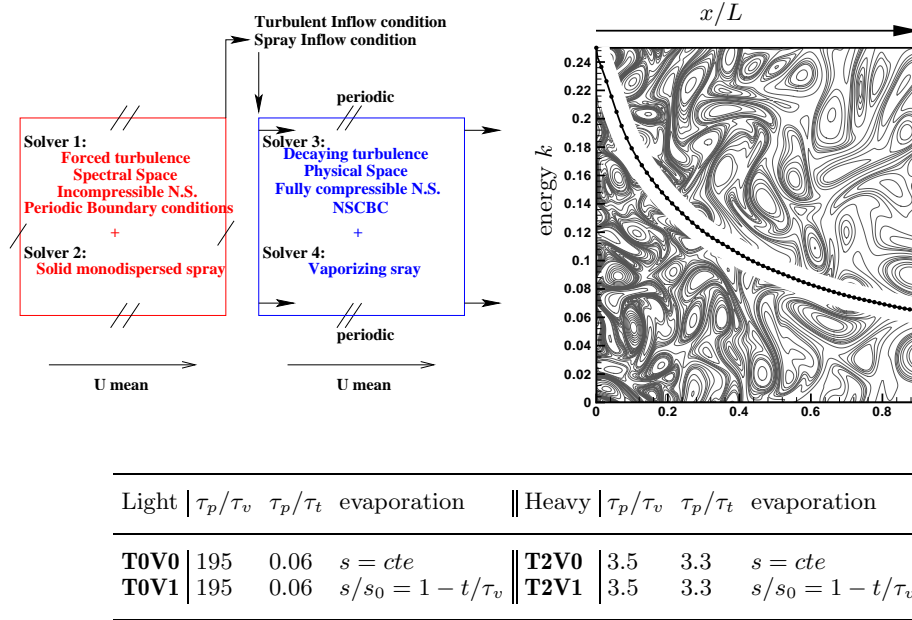 Turbulent Inflow condition
Spray Inflow condition
periodic
Solver 1:
Forced turbulence
Spectral Space
Incompressible N.S.
Periodic Boundary conditions
+
Solver 2:
Solid monodispersed spray
U mean
Solver 3:
Decaying turbulence
Physical Space
Fully compressible N.S.
NSCBC
+
Solver 4:
Vaporizing sray
periodic
U mean
x/L
energy k
0.24
0.22
0.2
0.18
0.16
0.14
0.12
0.1
0.08
0.06
0.04
0.02
0
0 0.2 0.4 0.6 0.8
Light τp/τv τp/τt evaporation Heavy τp/τv τp/τt evaporation
T0V0 195 0.06 s = cte T2V0 3.5 3.3 s = cte
T0V1 195 0.06 s/s0 = 1 − t/τv T2V1 3.5 3.3 s/s0 = 1 − t/τv